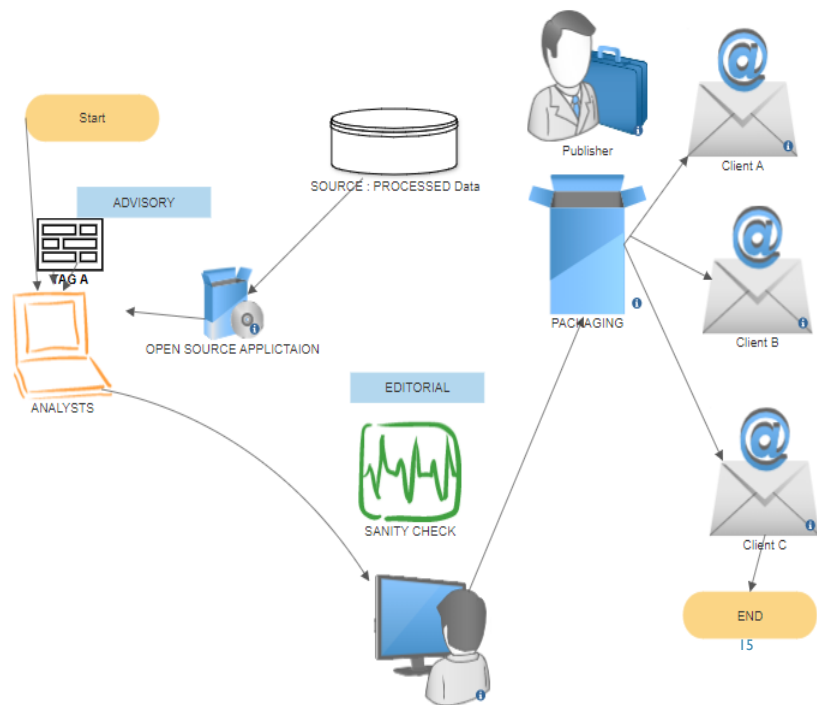 Start
Publisher
Client A
SOURCE : PROCESSED Data
ADVISORY
TAG A
OPEN SOURCE APPLICTAION
PACKAGING
Client B
ANALYSTS
EDITORIAL
SANITY CHECK
Client C
END
15